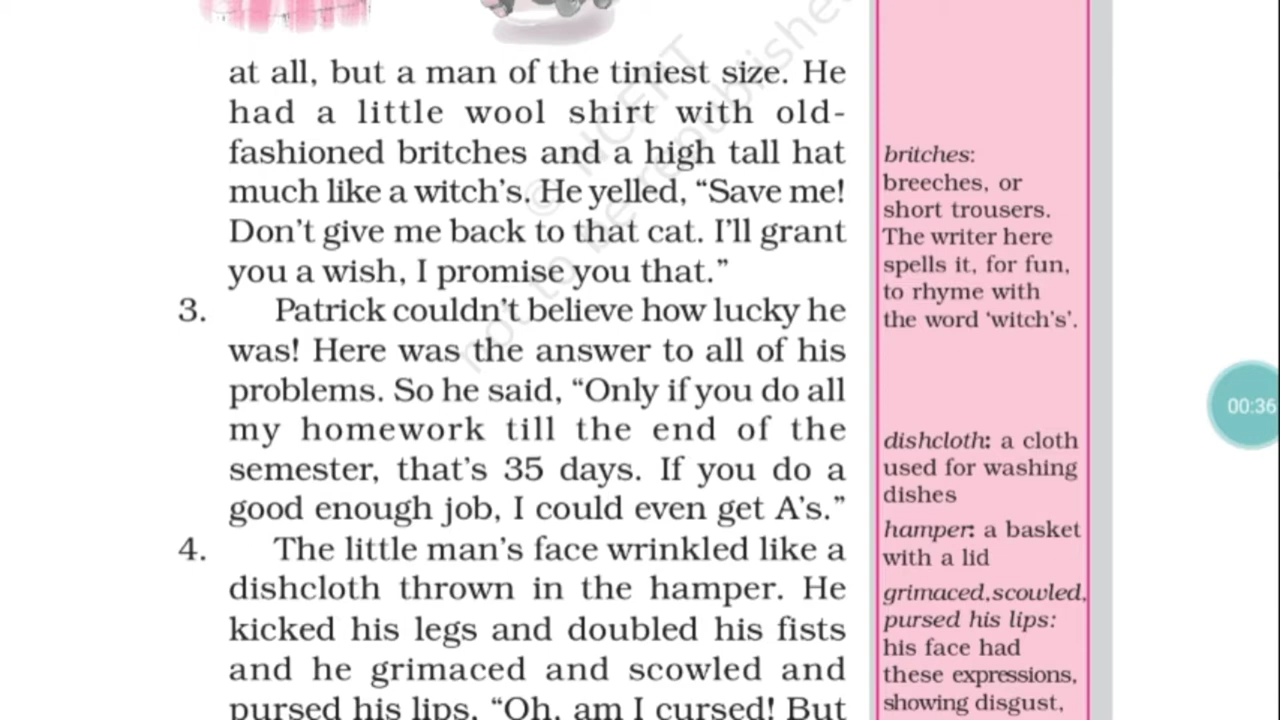 at all, but a man of the tiniest size. He
had a little wool shirt with old-
fashioned britches and a high tall hat
much like a witch's. He yelled, “Save me!
Don't give me back to that cat. I'll grant
you a wish, I promise you that.”
3. Patrick couldn't believe how lucky he
was! Here was the answer to all of his
problems. So he said, “Only if you do all
my homework till the end of the
semester, that's 35 days. If you do a
good enough job, I could even get A's.”
4. The little man's face wrinkled like a
dishcloth thrown in the hamper. He
kicked his legs and doubled his fists
and he grimaced and scowled and
pursed his lips, “Oh, am I cursed! But
britches:
breeches, or
short trousers.
The writer here
spells it, for fun,
to rhyme with
the word ‘witch's’.
dishcloth: a cloth
used for washing
dishes
hamper: a basket
with a lid
grimaced,scowled,
pursed his lips:
his face had
these expressions,
showing disgust,
00:36
© NCERT
not to be republished